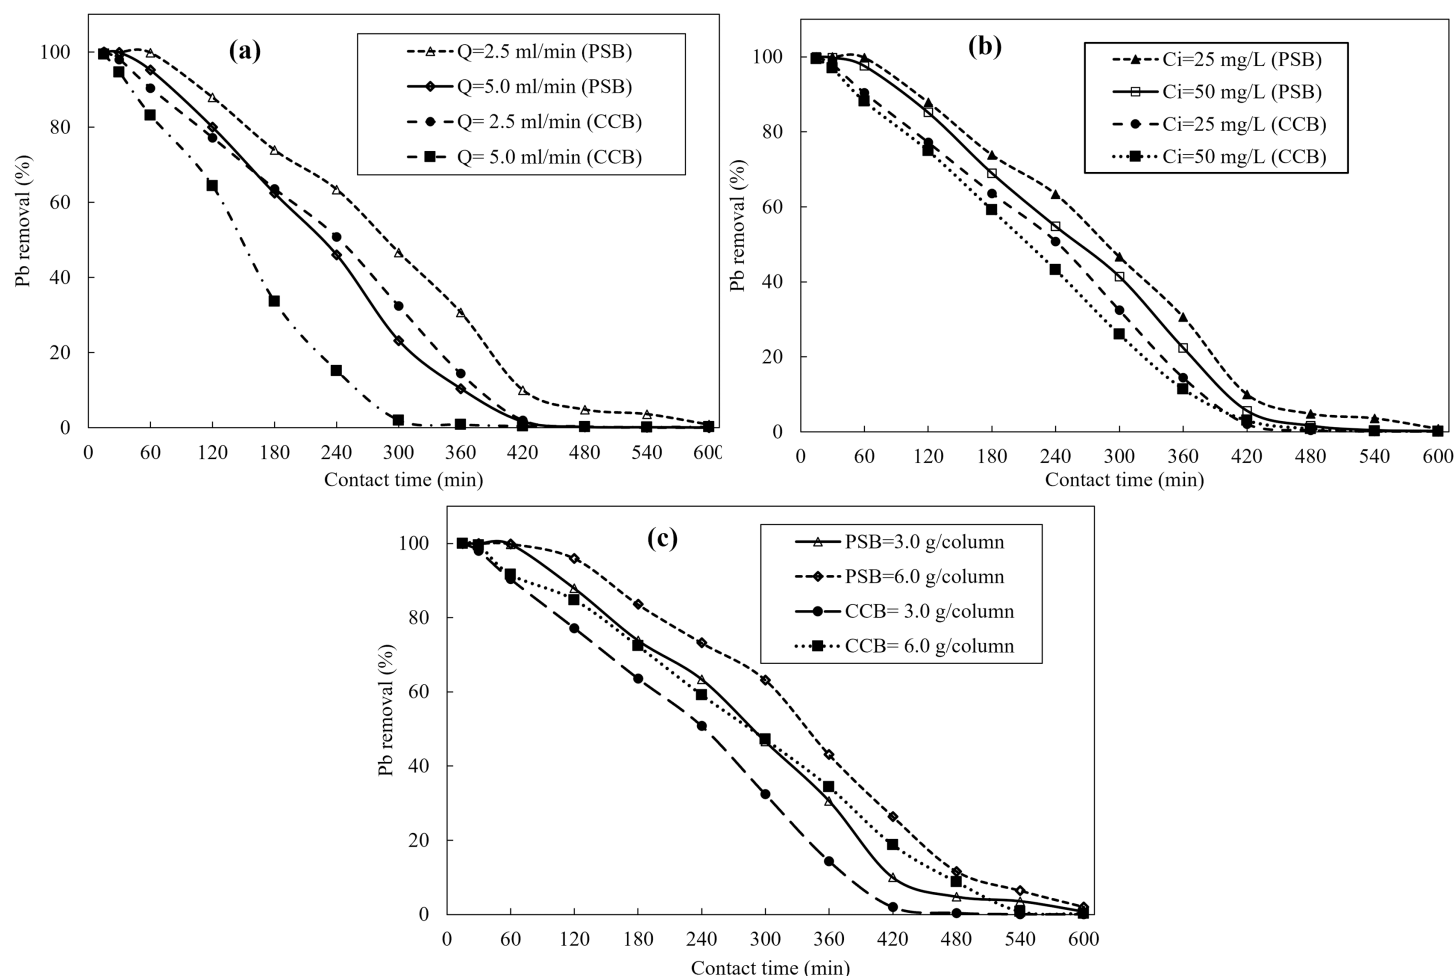 (a)
Q=2.5 ml/min (PSB)
Q=5.0 ml/min (PSB)
Q= 2.5 ml/min (CCB)
Q= 5.0 ml/min (CCB)
Pb removal (%)
100
80
60
40
20
0
0 60 120 180 240 300 360 420 480 540 600
Contact time (min)
(b)
Ci=25 mg/L (PSB)
Ci=50 mg/L (PSB)
Ci=25 mg/L (CCB)
Ci=50 mg/L (CCB)
Pb removal (%)
100
80
60
40
20
0
0 60 120 180 240 300 360 420 480 540 600
Contact time (min)
(c)
PSB=3.0 g/column
PSB=6.0 g/column
CCB= 3.0 g/column
CCB= 6.0 g/column
Pb removal (%)
100
80
60
40
20
0
0 60 120 180 240 300 360 420 480 540 600
Contact time (min)